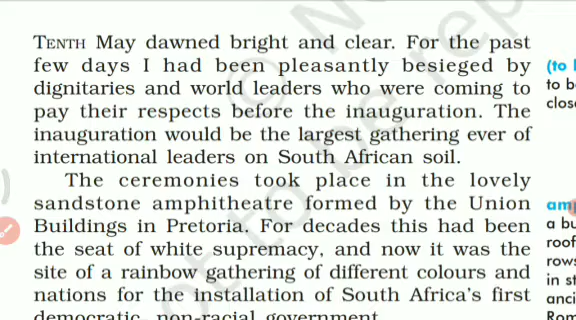 TENTH May dawned bright and clear. For the past
few days I had been pleasantly besieged by
dignitaries and world leaders who were coming to
pay their respects before the inauguration. The
inauguration would be the largest gathering ever of
international leaders on South African soil.
The ceremonies took place in the lovely
sandstone amphitheatre formed by the Union
Buildings in Pretoria. For decades this had been
the seat of white supremacy, and now it was the
site of a rainbow gathering of different colours and
nations for the installation of South Africa's first
democratic, non-racial government.
(to
to b
close
am
a bu
roof
rows
in st
anci
Rom